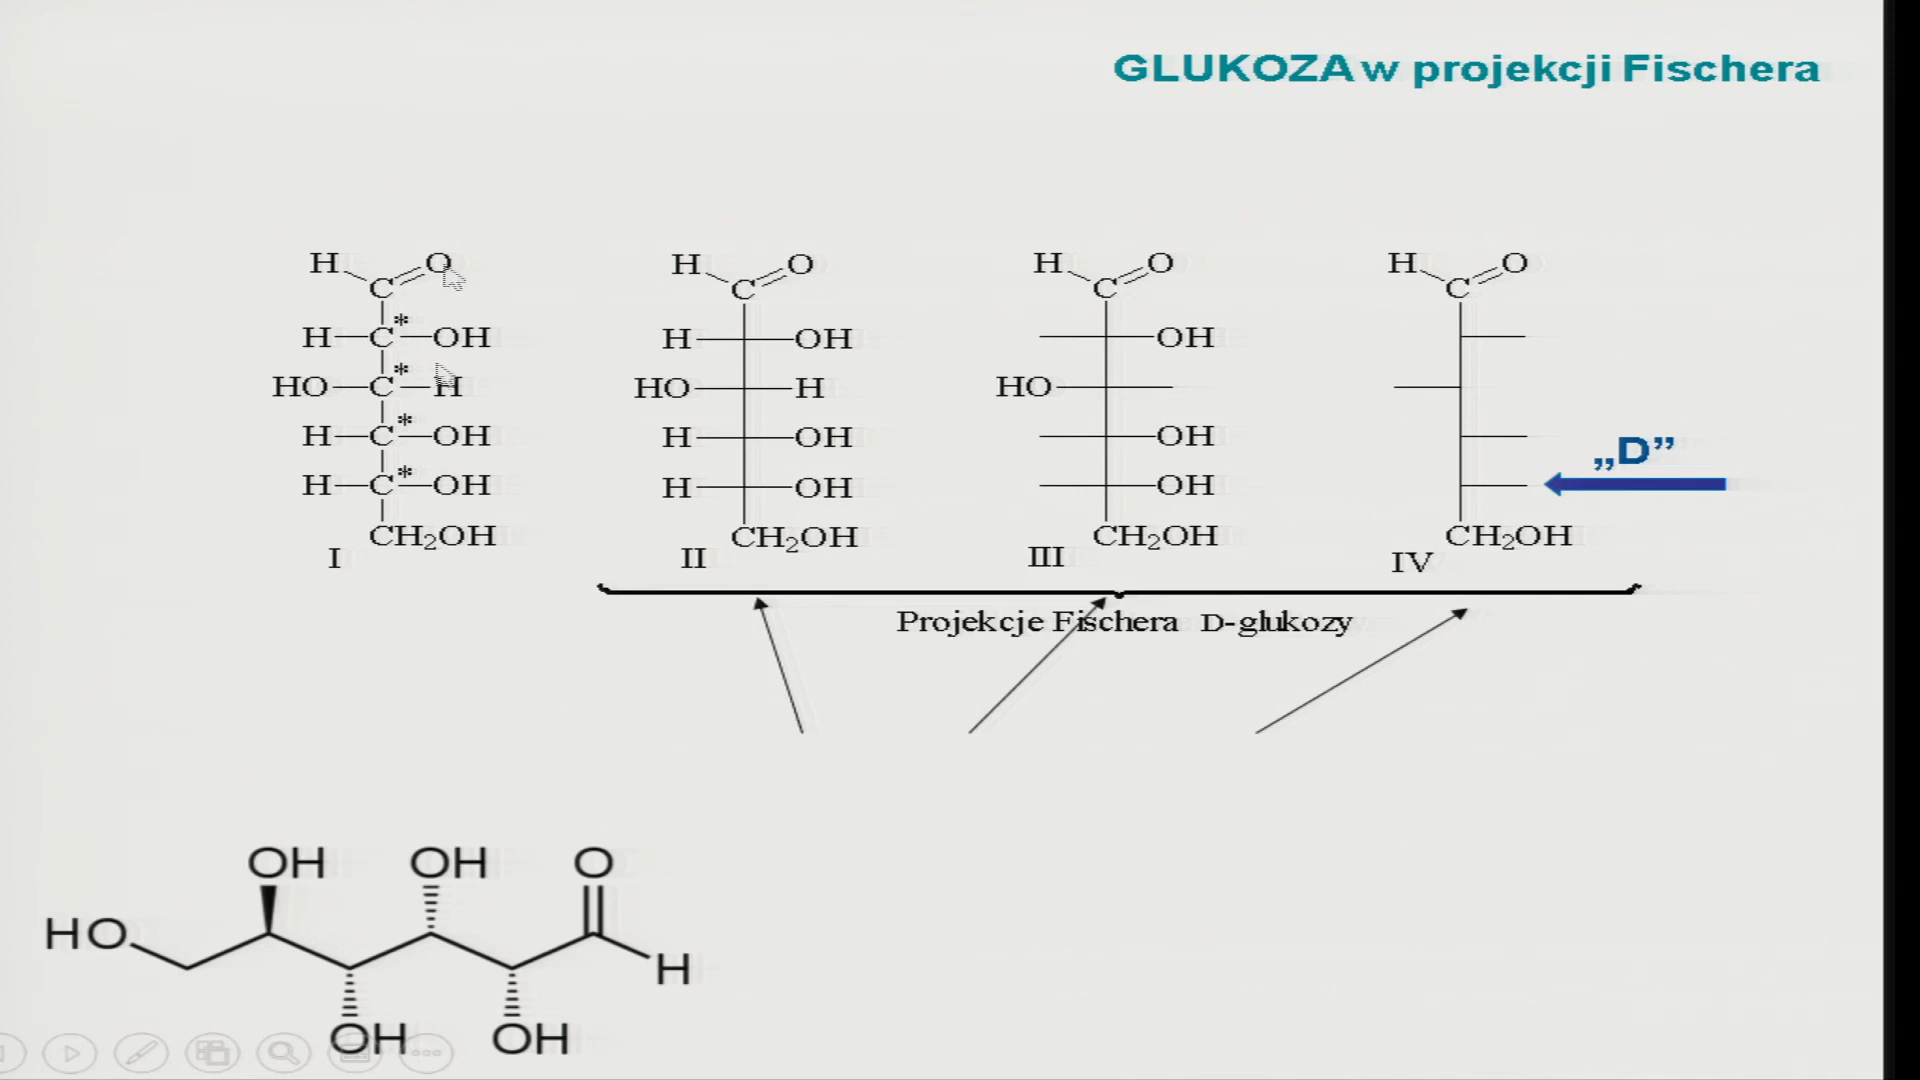 GLUKOZA w projekcji Fischera
H O H O H O H O
C C C C
H C* OH H OH OH
HO C* H HO H HO
H C* OH H OH OH
„D”
H C* OH H OH OH
CH2OH CH2OH CH2OH CH2OH
I II III IV
Projekcje Fischera D-glukozy
OH OH O
HO
H
OH OH